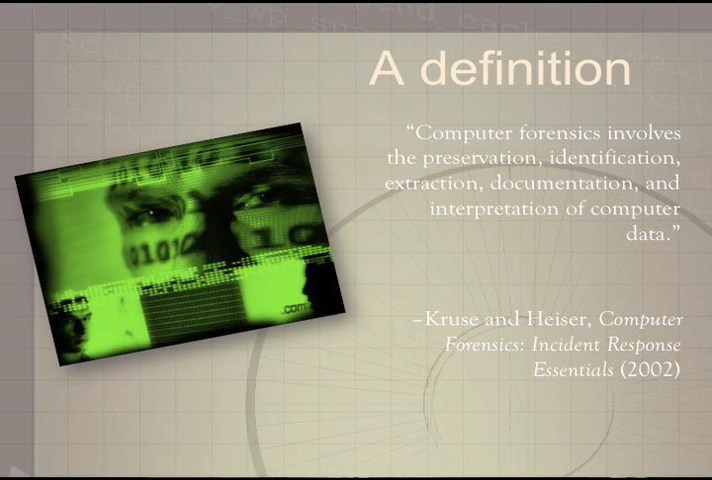 A definition
“Computer forensics involves
the preservation, identification,
extraction, documentation, and
interpretation of computer
data.”
–Kruse and Heiser, Computer
Forensics: Incident Response
Essentials (2002)
.com